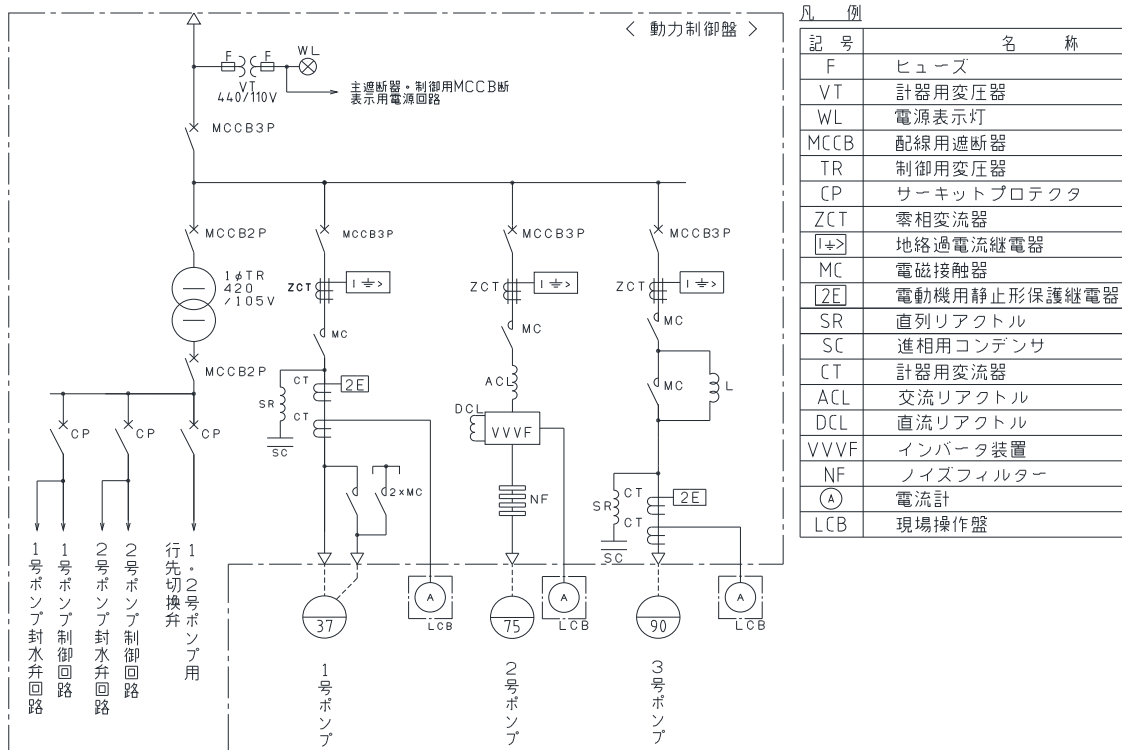 〈 動力制御盤 〉
F
F
WL
VT
440/110V
主遮断器・制御用MCCB断
表示用電源回路
MCCB3P
MCCB2P
MCCB3P
MCCB3P
MCCB3P
1φTR
420
/105V
ZCT
I
>
ZCT
I
>
ZCT
I
>
MC
MC
MC
MCCB2P
CT
2E
ACL
MC
L
SR
CT
DCL
VVVF
CP
CP
CP
SC
2×MC
NF
SR
CT
2E
CT
SC
1号ポンプ封水弁回路
1号ポンプ制御回路
2号ポンプ封水弁回路
2号ポンプ制御回路
1・2号ポンプ用
行先切換弁
A
LCB
A
LCB
A
LCB
37
75
90
1号ポンプ
2号ポンプ
3号ポンプ
凡 例
記 号 名 称
F ヒューズ
VT 計器用変圧器
WL 電源表示灯
MCCB 配線用遮断器
TR 制御用変圧器
CP サーキットプロテクタ
ZCT 零相変流器
I > 地絡過電流継電器
MC 電磁接触器
2E 電動機用静止形保護継電器
SR 直列リアクトル
SC 進相用コンデンサ
CT 計器用変流器
ACL 交流リアクトル
DCL 直流リアクトル
VVVF インバータ装置
NF ノイズフィルター
A 電流計
LCB 現場操作盤